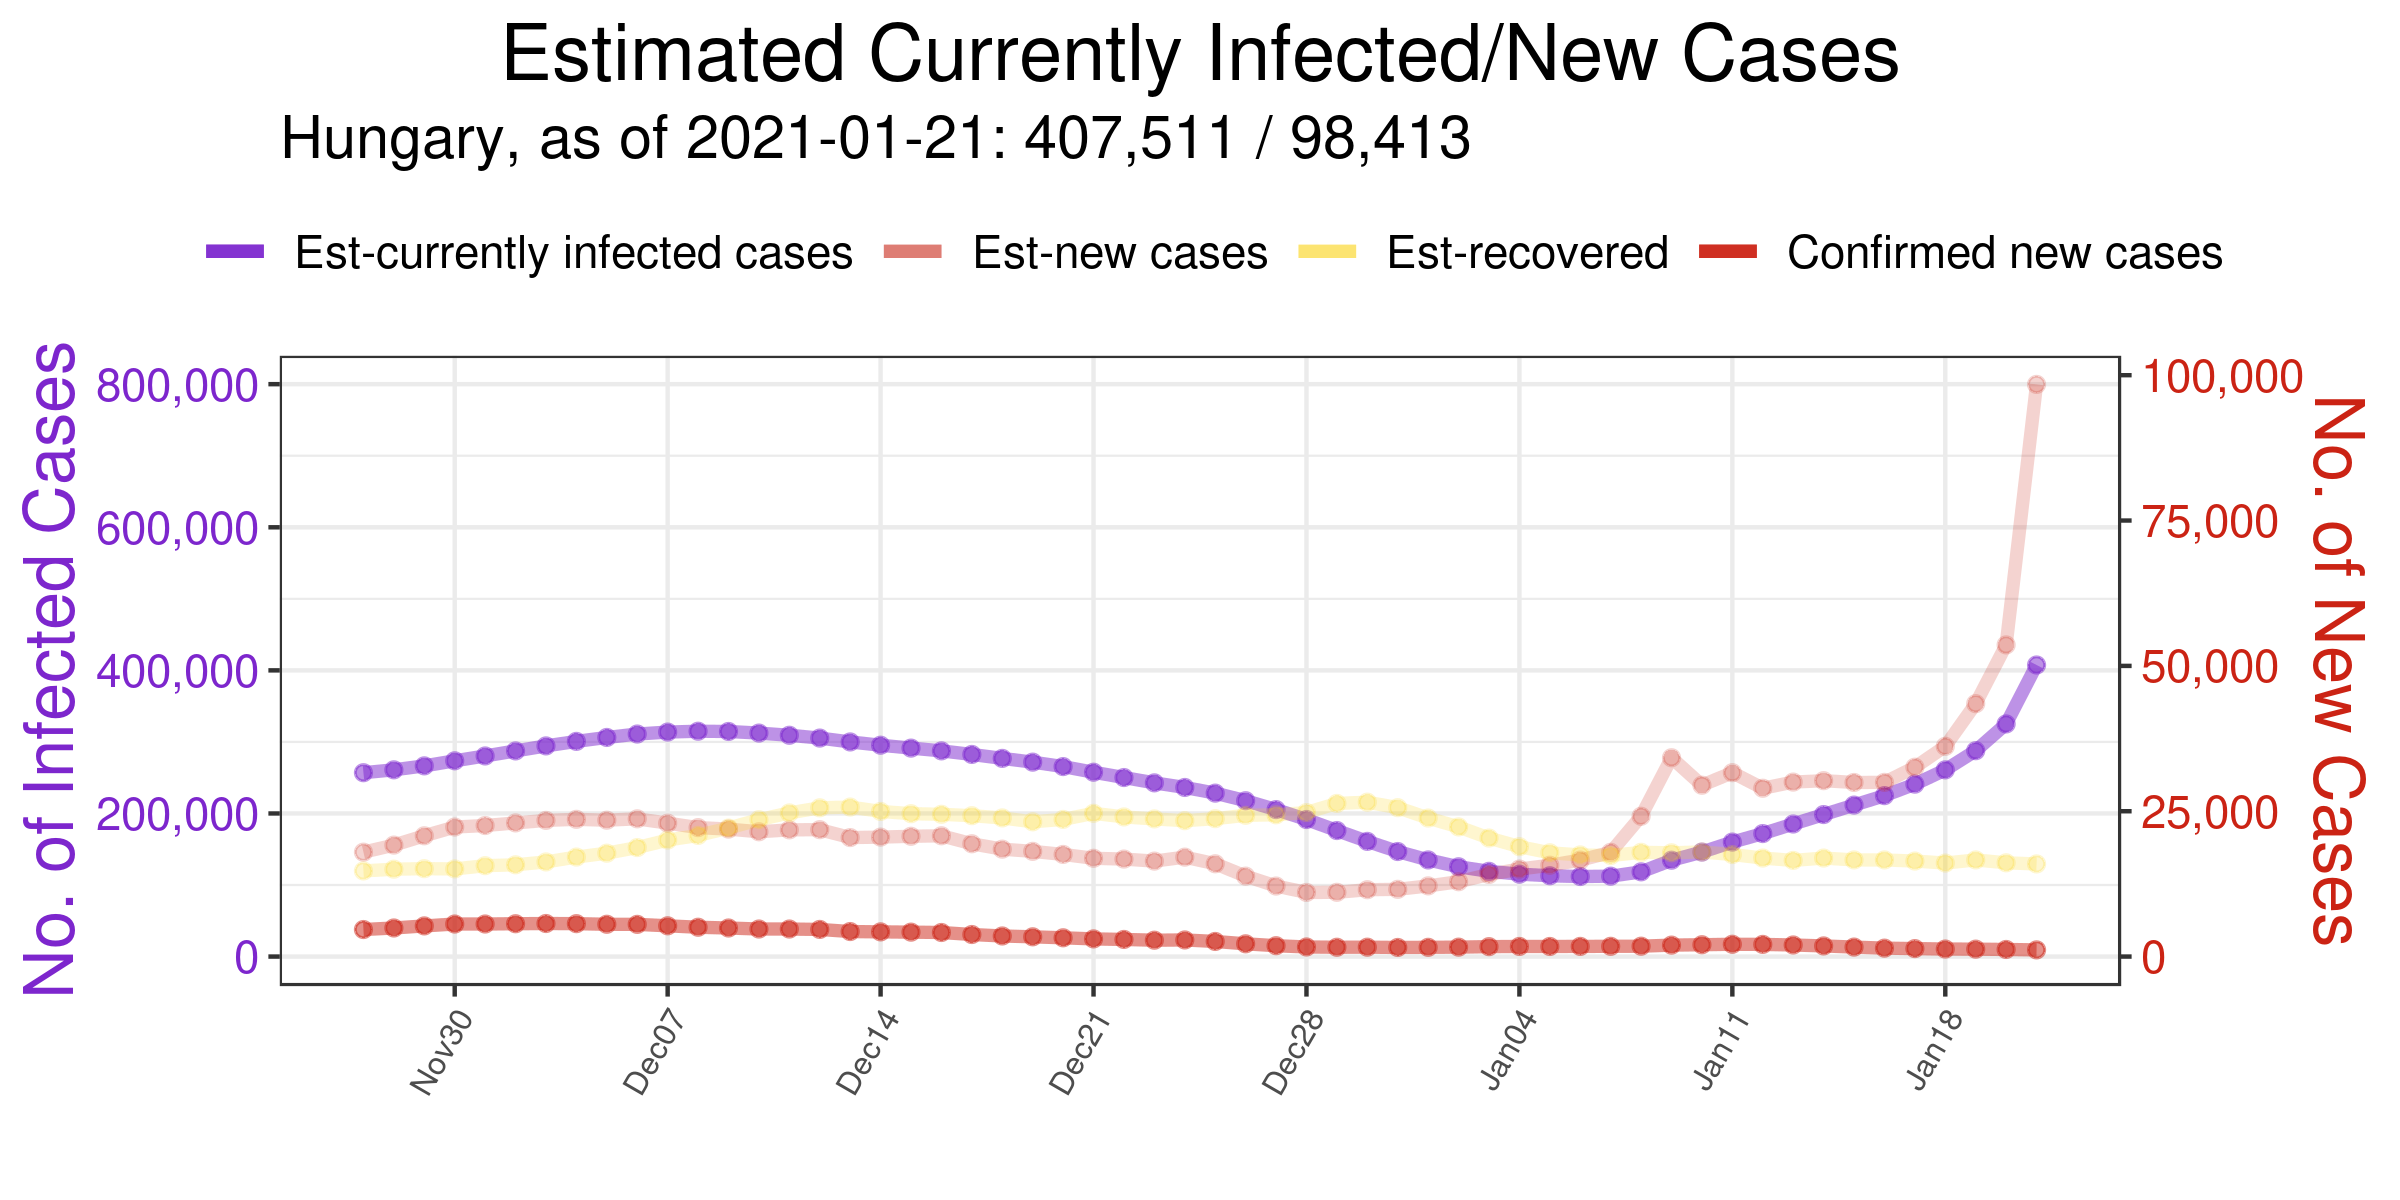 Estimated Currently Infected/New Cases
Hungary, as of 2021-01-21: 407,511 / 98,413
Est-currently infected cases Est-new cases Est-recovered Confirmed new cases
No. of Infected Cases
800,000
600,000
400,000
200,000
0
100,000
75,000
50,000
25,000
0
No. of New Cases
Nov30 Dec07 Dec14 Dec21 Dec28 Jan04 Jan11 Jan18